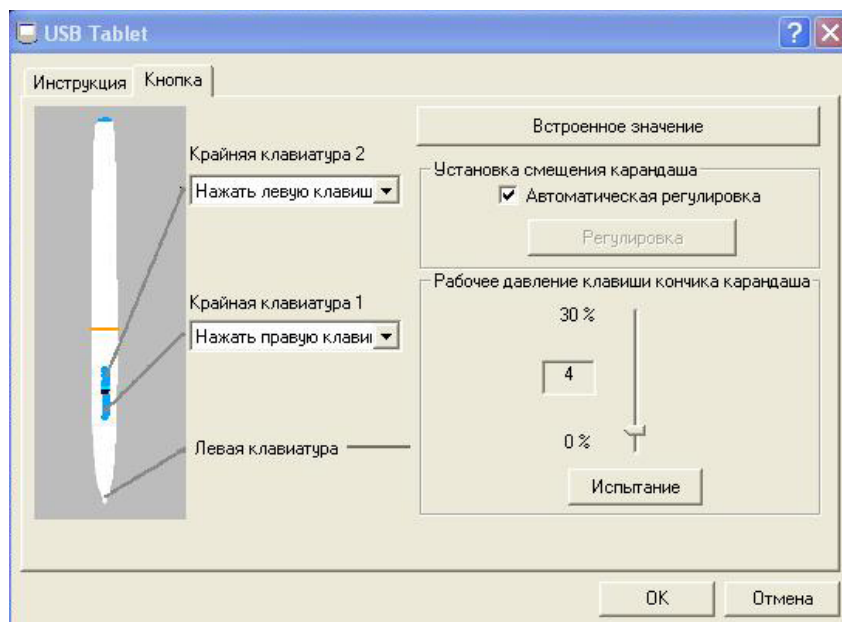 USB Tablet
Инструкция
Кнопка
Крайняя клавиатура 2
Нажать левую клавиш
Крайная клавиатура 1
Нажать правую клави
Левая клавиатура
Встроенное значение
Установка смещения карандаша
Автоматическая регулировка
Регулировка
Рабочее давление клавиши кончика карандаша
30 %
4
0 %
Испытание
OK
Отмена